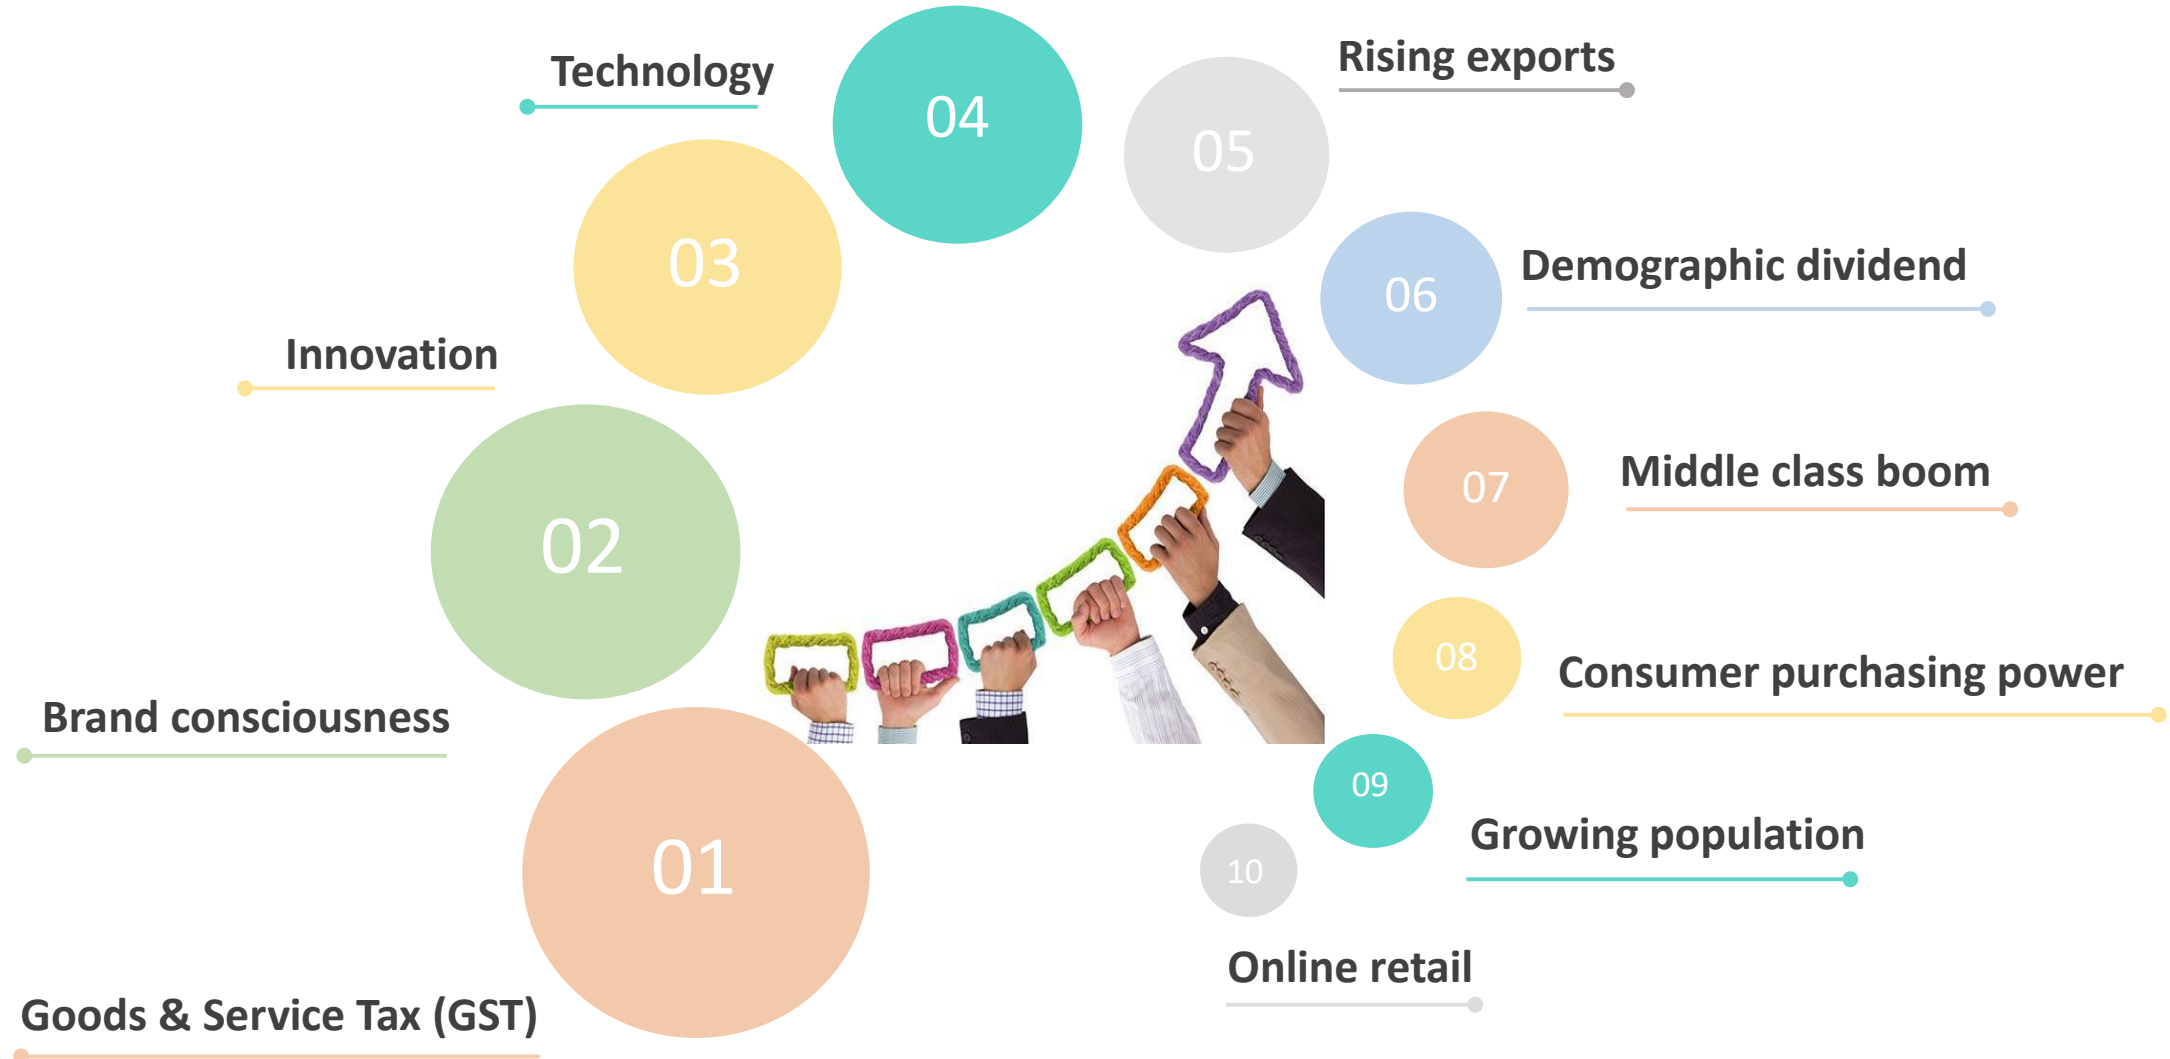 Technology
04
Rising exports
05
03
Demographic dividend
06
Innovation
Middle class boom
07
02
Consumer purchasing power
08
Brand consciousness
09
Growing population
01
10
Online retail
Goods & Service Tax (GST)